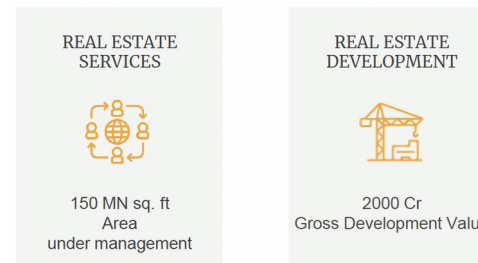 REAL ESTATE
SERVICES
150 MN sq. ft
Area
under management
REAL ESTATE
DEVELOPMENT
2000 Cr
Gross Development Valu